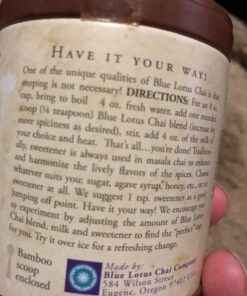 HAVE IT YOUR WAY!
One of the unique qualities of Blue Lotus Chai is that
steeping is not necessary! DIRECTIONS: For an 8 oz.
cup, bring to boil 4 oz. fresh water, add one rounded
scoop (¼ teaspoon) Blue Lotus Chai blend (increase for
more spiciness as desired), stir, add 4 oz. of the milk of
your choice and heat. That's all...you're done! Tradition-
ally, sweetener is always used in masala chai to enhance
and harmonize the lively flavors of the spices. Choose
whatever suits you: sugar, agave syrup, honey, etc., or no
sweetener at all. We suggest 1 tsp. sweetener as a good
jumping off point. Have it your way! We encourage you
to experiment by adjusting the amount of Blue Lotus
Chai blend, milk and sweetener to find the "perfect" cup
for you. Try it over ice for a refreshing change.
Bamboo
scoop
enclosed
Made by:
Blue Lotus Chai Company
584 Wilson Street
Eugene, Oregon 97402 USA